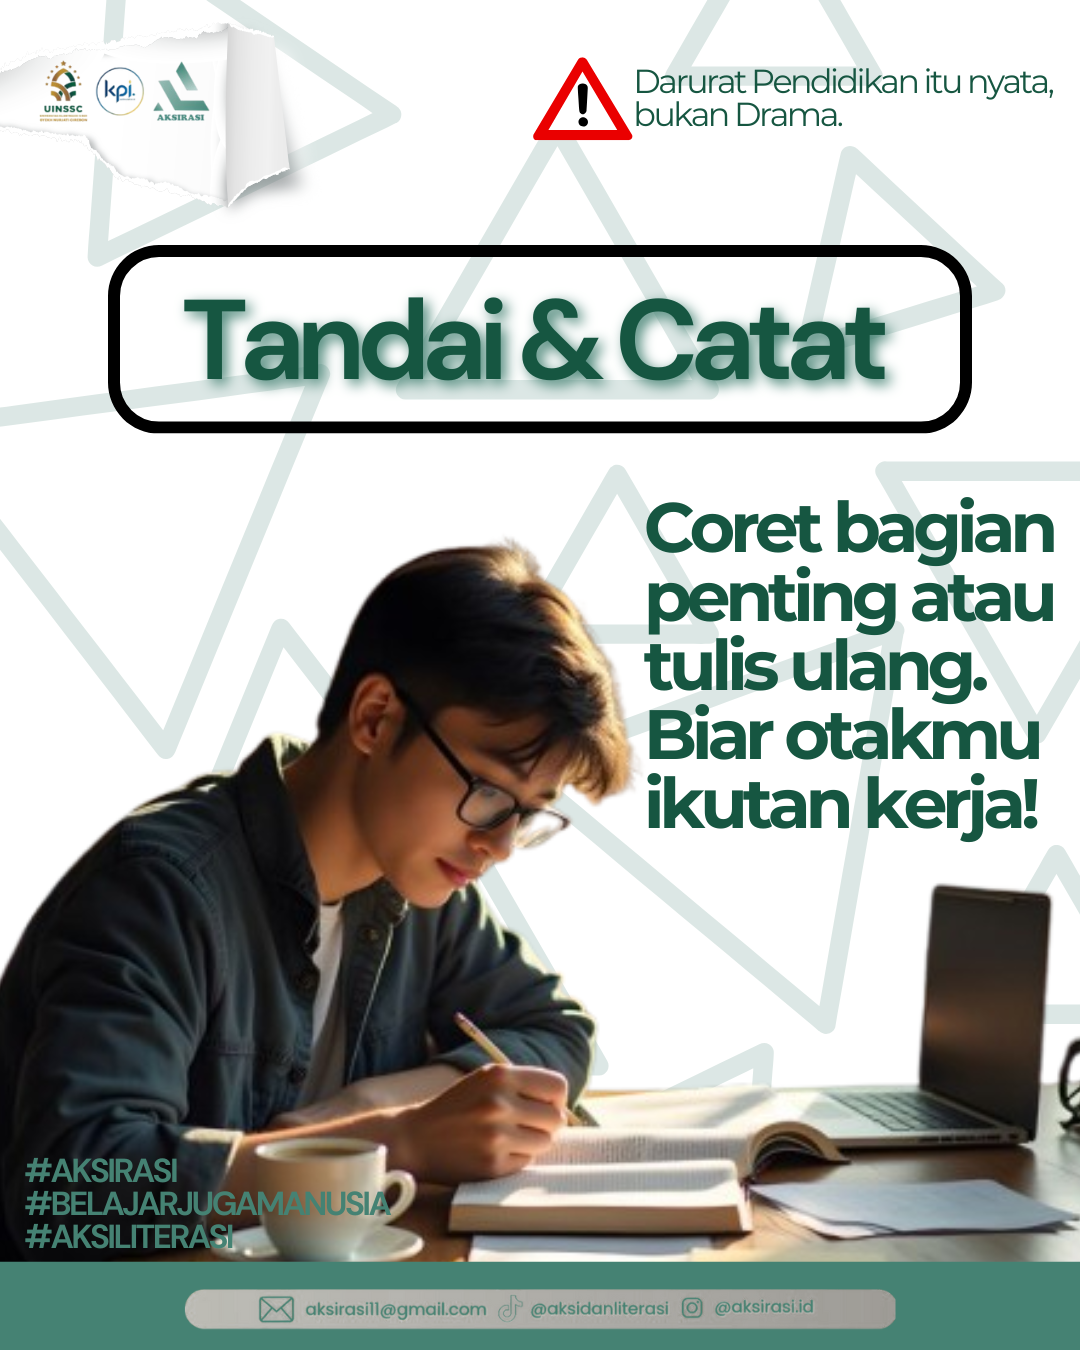 UINSSC
kpi.
AKSIRASI
Darurat Pendidikan itu nyata,
bukan Drama.
Tandai & Catat
Coret bagian
penting atau
tulis ulang.
Biar otakmu
ikutan kerja!
#AKSIRASI
#BELAJARJUGAMANUSIA
#AKSILITERASI
aksirasi11@gmail.com @aksidanliterasi @aksirasi.id